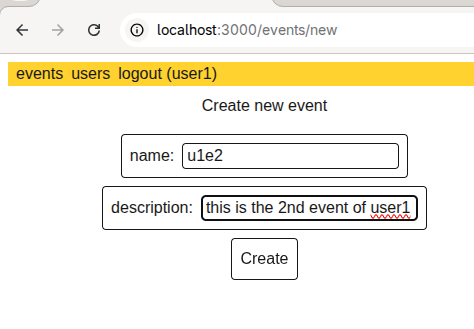 localhost:3000/events/new
events users logout (user1)
Create new event
name: u1e2
description: this is the 2nd event of user1
Create